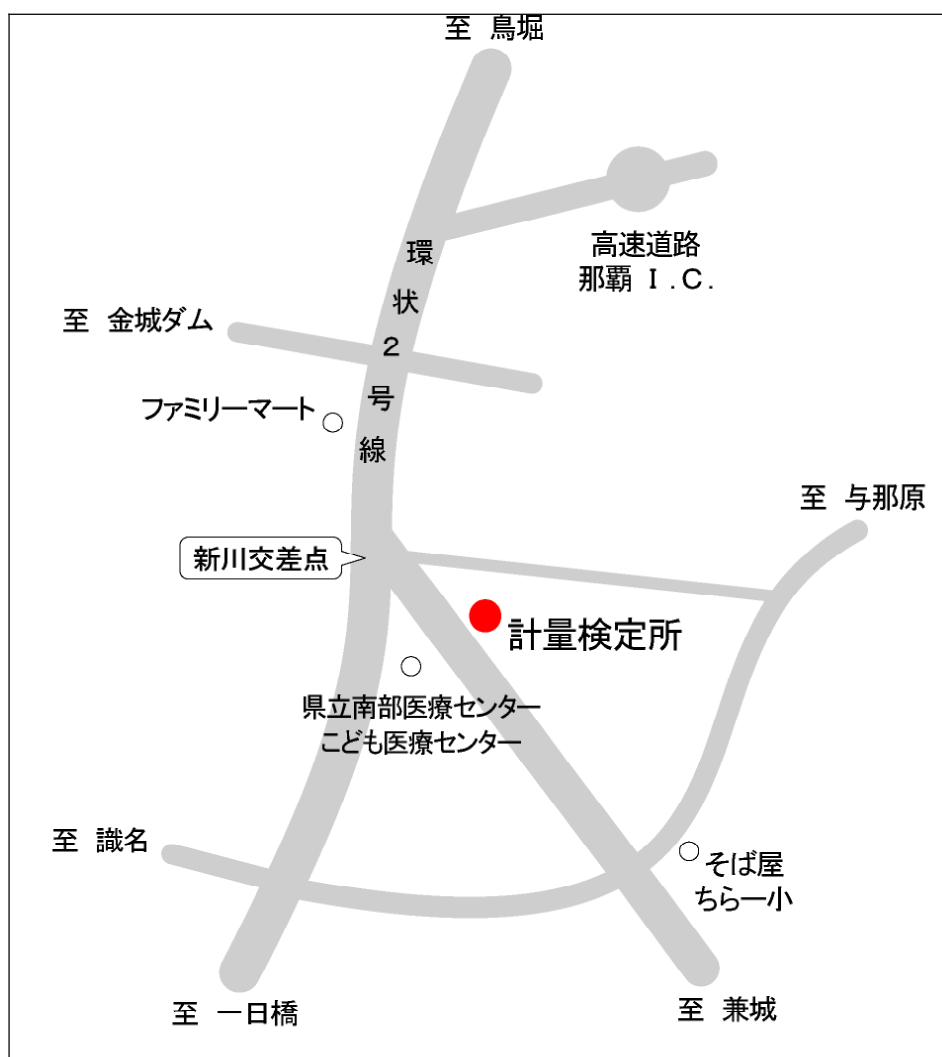 至　鳥堀
高速道路
那覇 Ｉ.Ｃ.
環状２号線
至　金城ダム
ファミリーマート
至　与那原
新川交差点
計量検定所
県立南部医療センター
こども医療センター
至　識名
そば屋
ちらー小
至　一日橋
至　兼城